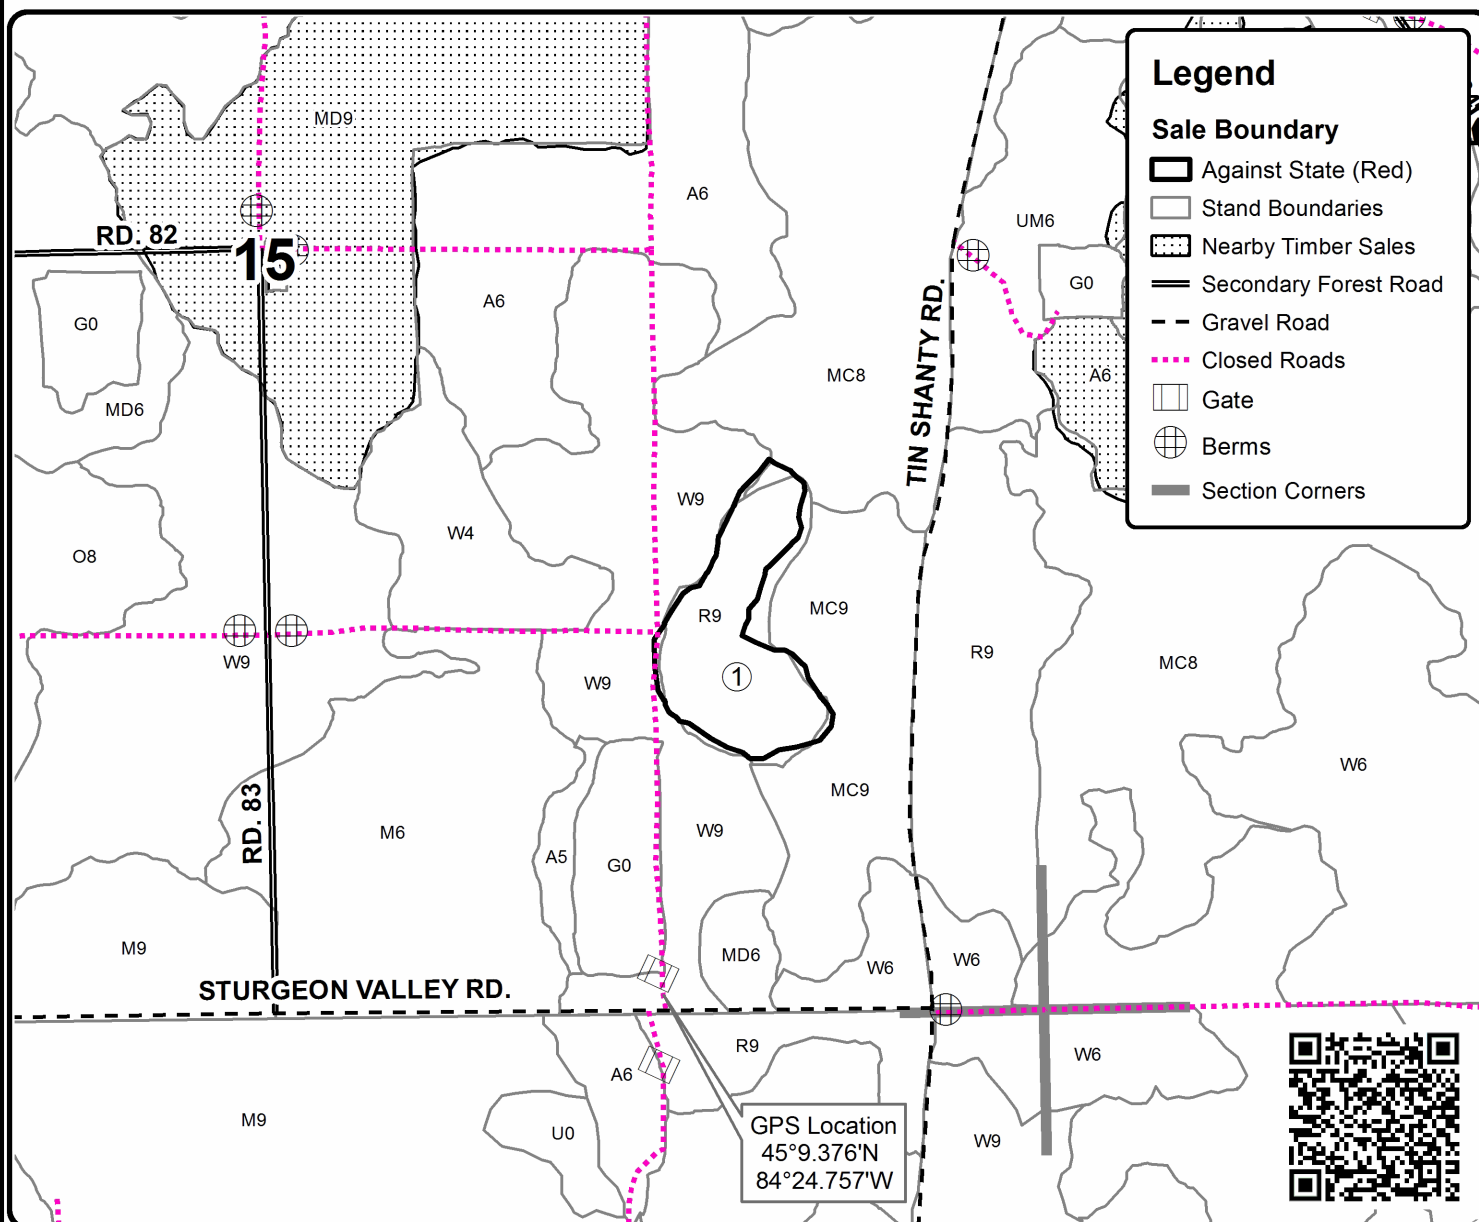 Legend
Sale Boundary
Against State (Red)
Stand Boundaries
Nearby Timber Sales
Secondary Forest Road
Gravel Road
Closed Roads
Gate
Berms
Section Corners
MD9
A6
UM6
RD. 82
15
G0
A6
G0
MC8
A6
MD6
TIN SHANTY RD.
W9
W4
O8
R9
MC9
W9
R9
MC8
W9
1
W6
MC9
RD. 83
M6
W9
A5
G0
M9
MD6
W6
W6
STURGEON VALLEY RD.
R9
W6
A6
M9
U0
W9
GPS Location
45°9.376'N
84°24.757'W